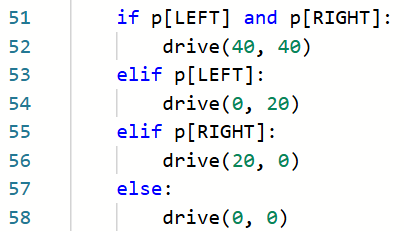 51 if p[LEFT] and p[RIGHT]:
52 drive(40, 40)
53 elif p[LEFT]:
54 drive(0, 20)
55 elif p[RIGHT]:
56 drive(20, 0)
57 else:
58 drive(0, 0)